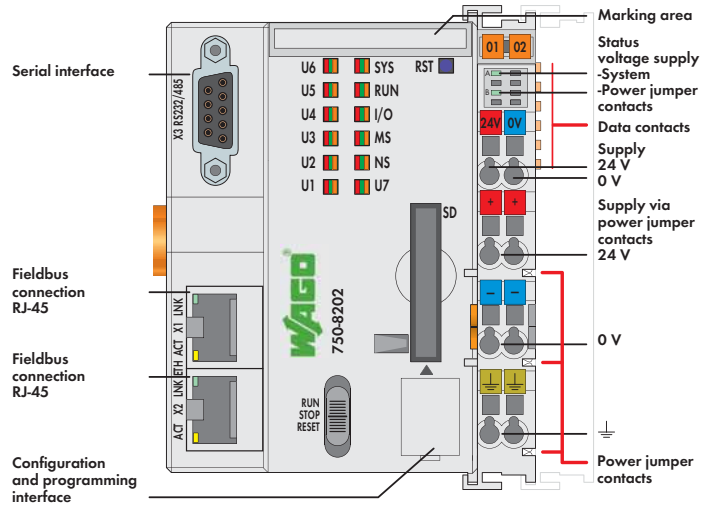 Marking area
01 02
Status
voltage supply
-System
-Power jumper
contacts
A
B
Data contacts
24V 0V
Supply
24 V
0 V
Supply via
power jumper
contacts
24 V
+ +
− −
0 V
Power jumper
contacts
Serial interface
X3 RS232/485
U6 SYS RST
U5 RUN
U4 I/O
U3 MS
U2 NS
U1 U7
SD
WAGO
750-8202
Fieldbus
connection
RJ-45
Fieldbus
connection
RJ-45
ACT X2 LNK ETH ACT X1 LNK
RUN
STOP
RESET
Configuration
and programming
interface